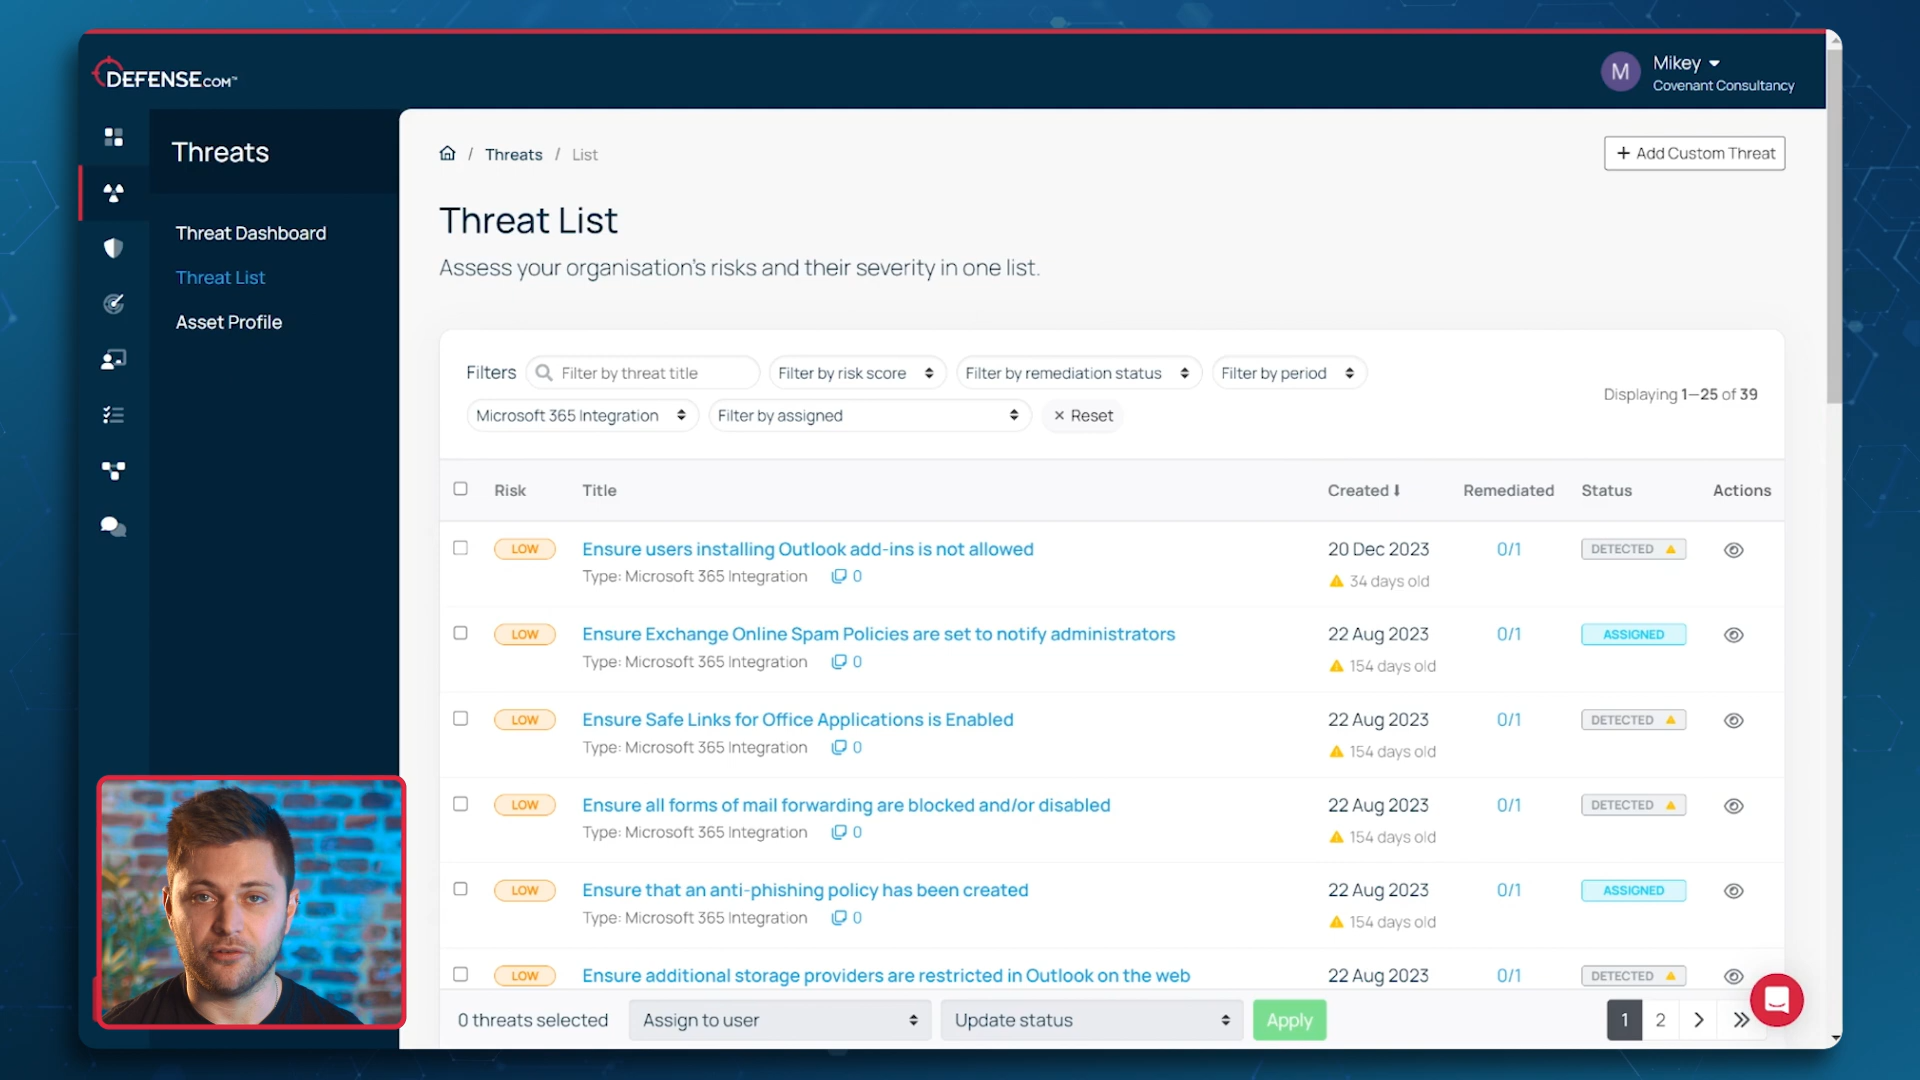 DEFENSE.COM™
M
Mikey
Covenant Consultancy
Threats
Threat Dashboard
Threat List
Asset Profile
/ Threats / List
+ Add Custom Threat
Threat List
Assess your organisation's risks and their severity in one list.
Filters Filter by threat title Filter by risk score Filter by remediation status Filter by period
Microsoft 365 Integration Filter by assigned × Reset
Displaying 1–25 of 39
Risk Title Created Remediated Status Actions
LOW Ensure users installing Outlook add-ins is not allowed 20 Dec 2023 0/1 DETECTED
Type: Microsoft 365 Integration 0 34 days old
LOW Ensure Exchange Online Spam Policies are set to notify administrators 22 Aug 2023 0/1 ASSIGNED
Type: Microsoft 365 Integration 0 154 days old
LOW Ensure Safe Links for Office Applications is Enabled 22 Aug 2023 0/1 DETECTED
Type: Microsoft 365 Integration 0 154 days old
LOW Ensure all forms of mail forwarding are blocked and/or disabled 22 Aug 2023 0/1 DETECTED
Type: Microsoft 365 Integration 0 154 days old
LOW Ensure that an anti-phishing policy has been created 22 Aug 2023 0/1 ASSIGNED
Type: Microsoft 365 Integration 0 154 days old
LOW Ensure additional storage providers are restricted in Outlook on the web 22 Aug 2023 0/1 DETECTED
0 threats selected Assign to user Update status Apply 1 2